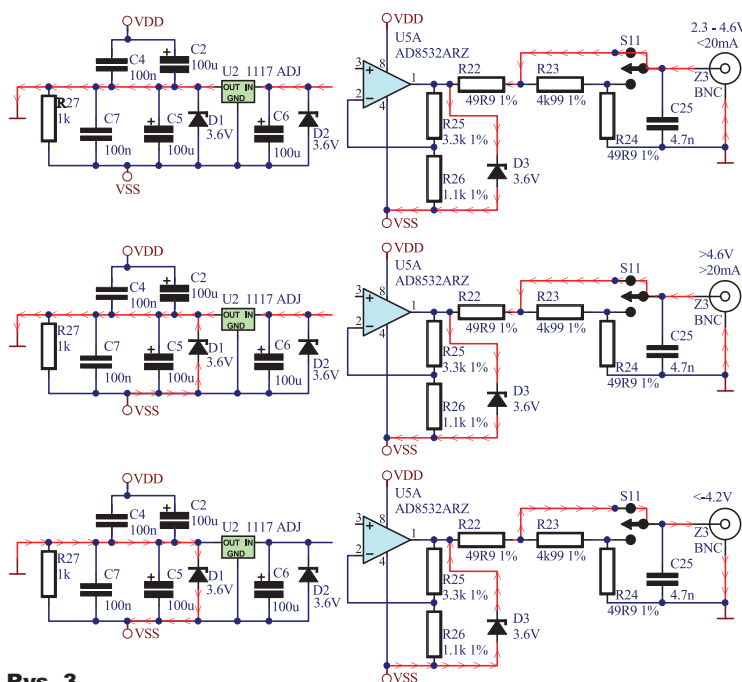 VDD
C4
100n
C2
100u
U2 1117 ADJ
OUT IN
GND
R27
1k
C7
100n
C5
100u
D1
3.6V
C6
100u
D2
3.6V
VSS
VDD
U5A
AD8532ARZ
3
8
2
1
4
R22
49R9 1%
R23
4k99 1%
R25
3.3k 1%
R26
1.1k 1%
D3
3.6V
VSS
S11
R24
49R9 1%
C25
4.7n
2.3 - 4.6V
<20mA
Z3
BNC
VDD
C4
100n
C2
100u
U2 1117 ADJ
OUT IN
GND
R27
1k
C7
100n
C5
100u
D1
3.6V
C6
100u
D2
3.6V
VSS
VDD
U5A
AD8532ARZ
3
8
2
1
4
R22
49R9 1%
R23
4k99 1%
R25
3.3k 1%
R26
1.1k 1%
D3
3.6V
VSS
S11
R24
49R9 1%
C25
4.7n
>4.6V
>20mA
Z3
BNC
VDD
C4
100n
C2
100u
U2 1117 ADJ
OUT IN
GND
R27
1k
C7
100n
C5
100u
D1
3.6V
C6
100u
D2
3.6V
VSS
VDD
U5A
AD8532ARZ
3
8
2
1
4
R22
49R9 1%
R23
4k99 1%
R25
3.3k 1%
R26
1.1k 1%
D3
3.6V
VSS
S11
R24
49R9 1%
C25
4.7n
<-4.2V
Z3
BNC
Rys. 3